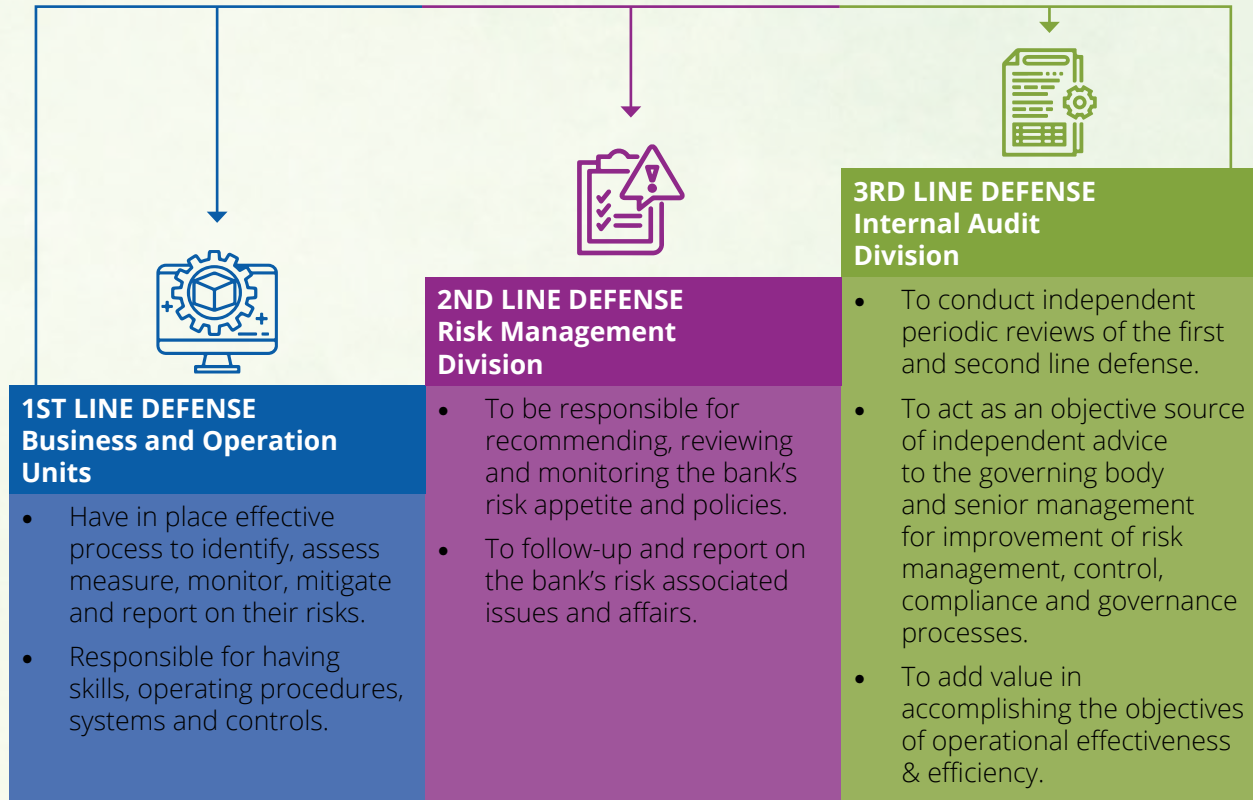 1ST LINE DEFENSE
Business and Operation
Units
• Have in place effective
process to identify, assess
measure, monitor, mitigate
and report on their risks.
• Responsible for having
skills, operating procedures,
systems and controls.
2ND LINE DEFENSE
Risk Management
Division
• To be responsible for
recommending, reviewing
and monitoring the bank’s
risk appetite and policies.
• To follow-up and report on
the bank’s risk associated
issues and affairs.
3RD LINE DEFENSE
Internal Audit
Division
• To conduct independent
periodic reviews of the first
and second line defense.
• To act as an objective source
of independent advice
to the governing body
and senior management
for improvement of risk
management, control,
compliance and governance
processes.
• To add value in
accomplishing the objectives
of operational effectiveness
& efficiency.